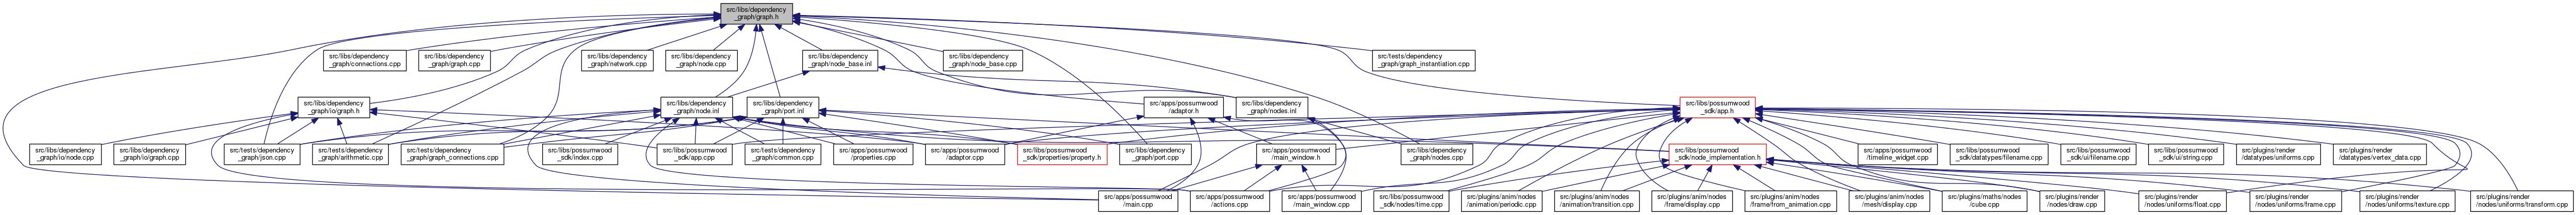 src/libs/dependency
_graph/graph.h
src/libs/dependency
_graph/connections.cpp
src/libs/dependency
_graph/graph.cpp
src/libs/dependency
_graph/network.cpp
src/libs/dependency
_graph/node.cpp
src/libs/dependency
_graph/node_base.inl
src/libs/dependency
_graph/node_base.cpp
src/tests/dependency
_graph/graph_instantiation.cpp
src/libs/dependency
_graph/io/graph.h
src/libs/dependency
_graph/node.inl
src/libs/dependency
_graph/port.inl
src/apps/possumwood
/adaptor.h
src/libs/dependency
_graph/nodes.inl
src/libs/possumwood
_sdk/app.h
src/libs/dependency
_graph/io/node.cpp
src/libs/dependency
_graph/io/graph.cpp
src/tests/dependency
_graph/json.cpp
src/tests/dependency
_graph/arithmetic.cpp
src/tests/dependency
_graph/graph_connections.cpp
src/libs/possumwood
_sdk/index.cpp
src/libs/possumwood
_sdk/app.cpp
src/tests/dependency
_graph/common.cpp
src/apps/possumwood
/properties.cpp
src/apps/possumwood
/adaptor.cpp
src/libs/possumwood
_sdk/properties/property.h
src/libs/dependency
_graph/port.cpp
src/apps/possumwood
/main_window.h
src/libs/dependency
_graph/nodes.cpp
src/libs/possumwood
_sdk/node_implementation.h
src/apps/possumwood
/timeline_widget.cpp
src/libs/possumwood
_sdk/datatypes/filename.cpp
src/libs/possumwood
_sdk/ui/filename.cpp
src/libs/possumwood
_sdk/ui/string.cpp
src/plugins/render
/datatypes/uniforms.cpp
src/plugins/render
/datatypes/vertex_data.cpp
src/apps/possumwood
/main.cpp
src/apps/possumwood
/actions.cpp
src/apps/possumwood
/main_window.cpp
src/libs/possumwood
_sdk/nodes/time.cpp
src/plugins/anim/nodes
/animation/periodic.cpp
src/plugins/anim/nodes
/animation/transition.cpp
src/plugins/anim/nodes
/frame/display.cpp
src/plugins/anim/nodes
/frame/from_animation.cpp
src/plugins/anim/nodes
/mesh/display.cpp
src/plugins/maths/nodes
/cube.cpp
src/plugins/render
/nodes/draw.cpp
src/plugins/render
/nodes/uniforms/float.cpp
src/plugins/render
/nodes/uniforms/frame.cpp
src/plugins/render
/nodes/uniforms/texture.cpp
src/plugins/render
/nodes/uniforms/transform.cpp